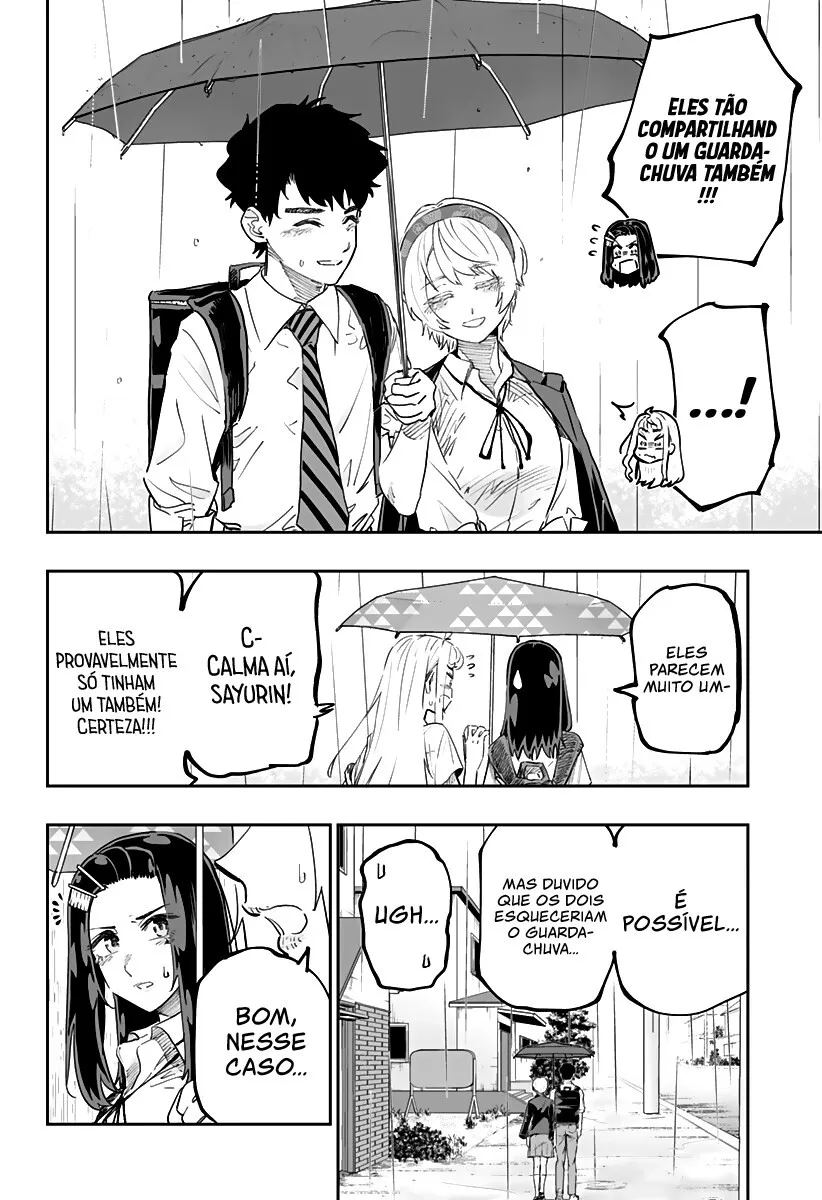 ELES TÃO
COMPARTILHAND
O UM GUARDA-
CHUVA TAMBÉM
!!!
....!
ELES
PARECEM
MUITO UM-
C-
CALMA AÍ,
SAYURIN!
ELES
PROVAVELMENTE
SÓ TINHAM
UM TAMBÉM!
CERTEZA!!!
É
POSSÍVEL...
MAS DUVIDO
QUE OS DOIS
ESQUECERIAM
O GUARDA-
CHUVA...
UGH...
BOM,
NESSE
CASO...